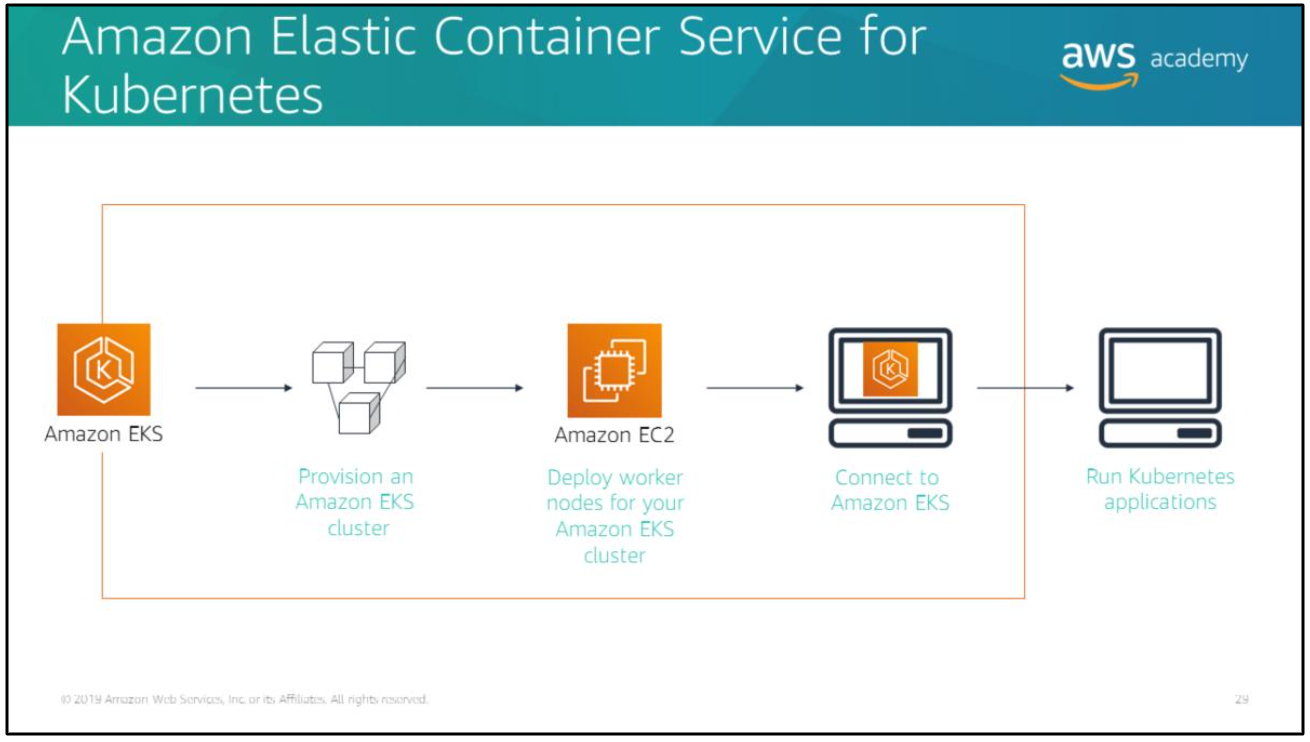 Amazon Elastic Container Service for
Kubernetes
aws academy
Amazon EKS
Provision an
Amazon EKS
cluster
Amazon EC2
Deploy worker
nodes for your
Amazon EKS
cluster
Connect to
Amazon EKS
Run Kubernetes
applications
© 2019 Amazon Web Services, Inc. or its Affiliates. All rights reserved.
29